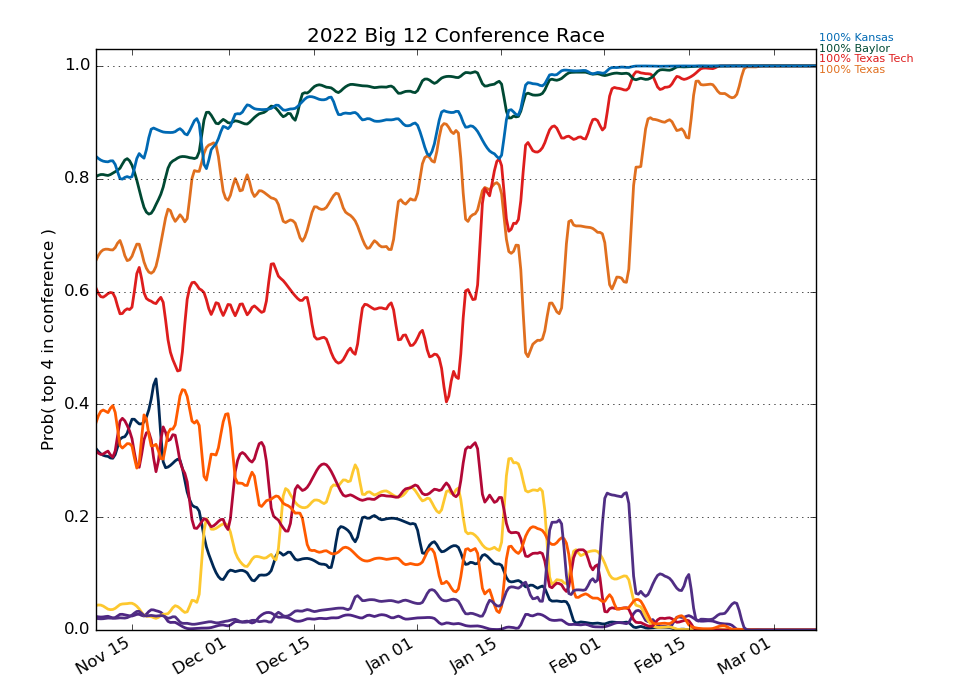 2022 Big 12 Conference Race
100% Kansas
100% Baylor
100% Texas Tech
100% Texas
Prob( top 4 in conference )
1.0
0.8
0.6
0.4
0.2
0.0
Nov 15
Dec 01
Dec 15
Jan 01
Jan 15
Feb 01
Feb 15
Mar 01